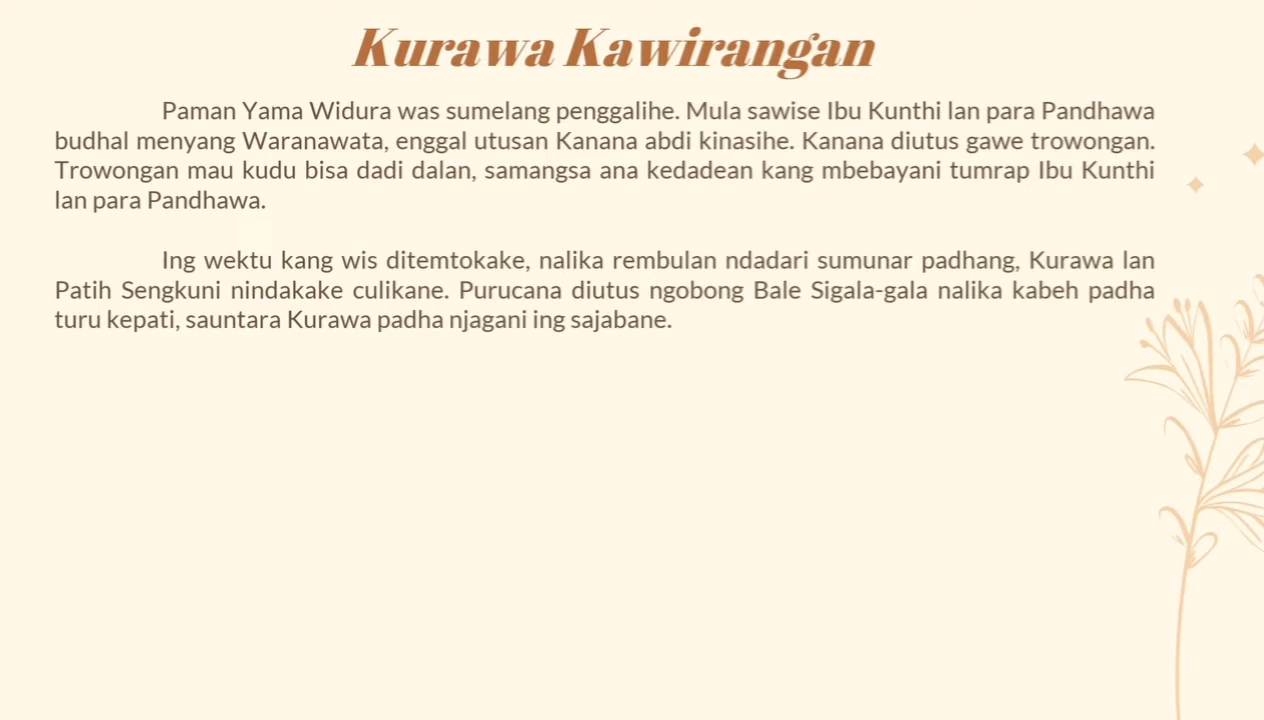 Kurawa Kawirangan
Paman Yama Widura was sumelang penggalihe. Mula sawise Ibu Kunthi lan para Pandhawa
budhal menyang Waranawata, enggal utusan Kanana abdi kinasihe. Kanana diutus gawe trowongan.
Trowongan mau kudu bisa dadi dalan, samangsa ana kedadean kang mbebayani tumrap Ibu Kunthi
lan para Pandhawa.
Ing wektu kang wis ditemtokake, nalika rembulan ndadari sumunar padhang, Kurawa lan
Patih Sengkuni nindakake culikane. Purucana diutus ngobong Bale Sigala-gala nalika kabeh padha
turu kepati, sauntara Kurawa padha njagani ing sajabane.